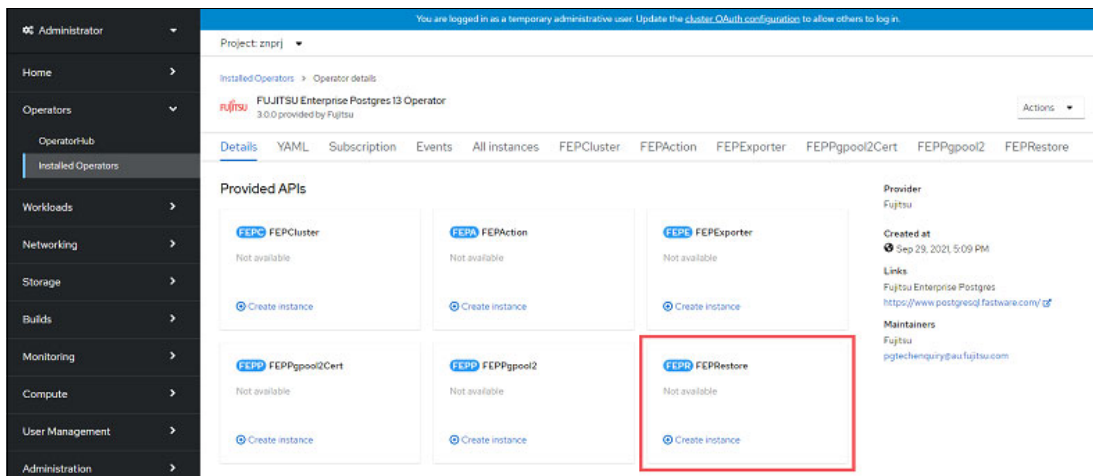 You are logged in as a temporary administrative user. Update the cluster OAuth configuration to allow others to log in.
Administrator
Home
Operators
OperatorHub
Installed Operators
Workloads
Networking
Storage
Builds
Monitoring
Compute
User Management
Administration
Project: znprj
Installed Operators > Operator details
FUJITSU
FUJITSU Enterprise Postgres 13 Operator
3.0.0 provided by Fujitsu
Actions
Details YAML Subscription Events All instances FEPCluster FEPAction FEPExporter FEPPgpool2Cert FEPPgpool2 FEPRestore
Provided APIs
FEPC FEPCluster
Not available
Create instance
FEPA FEPAction
Not available
Create instance
FEPE FEPExporter
Not available
Create instance
FEPP FEPPgpool2Cert
Not available
Create instance
FEPP FEPPgpool2
Not available
Create instance
FEPR FEPRestore
Not available
Create instance
Provider
Fujitsu
Created at
Sep 29, 2021, 5:09 PM
Links
Fujitsu Enterprise Postgres
https://www.postgresql.fastware.com/
Maintainers
Fujitsu
pgtechenquiry@au.fujitsu.com